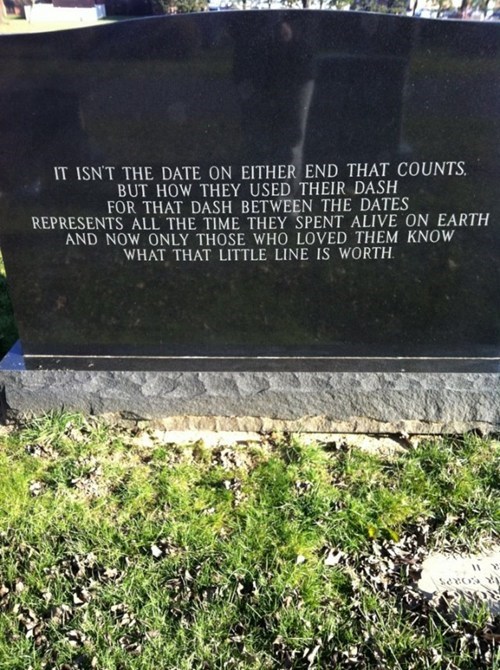 IT ISN'T THE DATE ON EITHER END THAT COUNTS,
BUT HOW THEY USED THEIR DASH
FOR THAT DASH BETWEEN THE DATES
REPRESENTS ALL THE TIME THEY SPENT ALIVE ON EARTH
AND NOW ONLY THOSE WHO LOVED THEM KNOW
WHAT THAT LITTLE LINE IS WORTH.